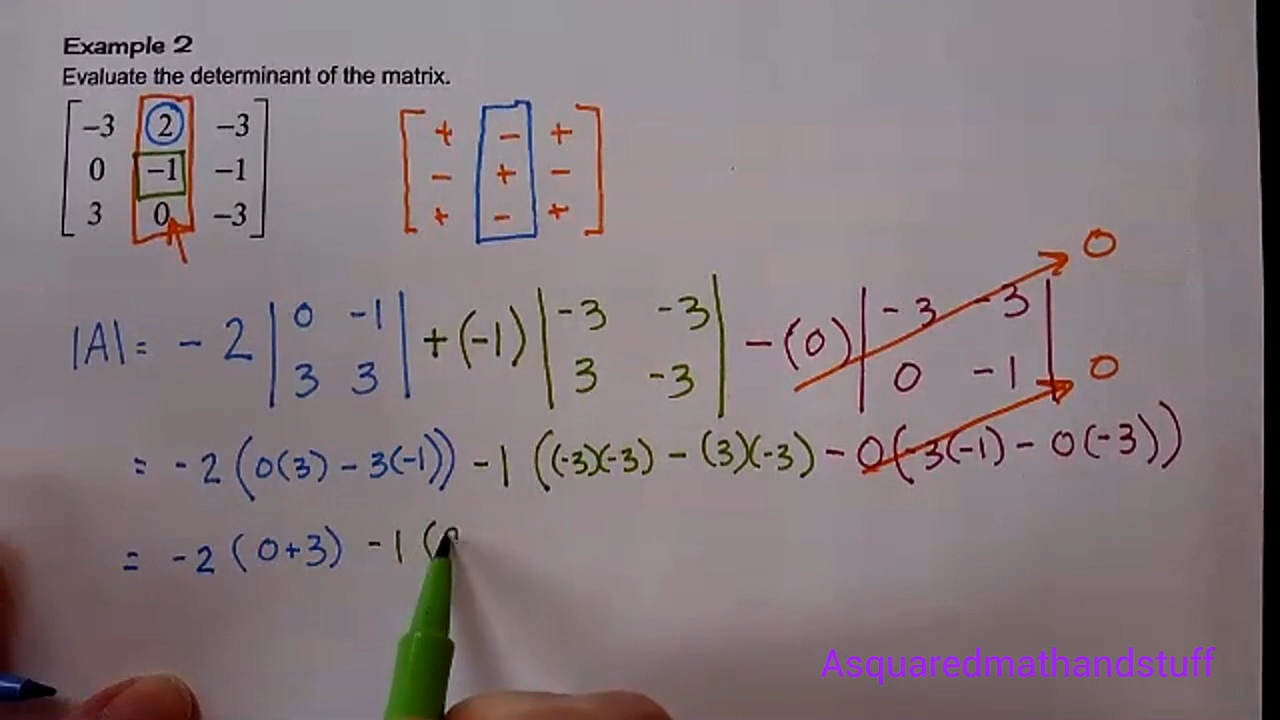 Example 2
Evaluate the determinant of the matrix.
[ -3 2 -3 ] [ + - + ]
[ 0 -1 -1 ] [ - + - ]
[ 3 0 -3 ] [ + - + ]
0
|A| = - 2 | 0 -1 | + (-1) | -3 -3 | - (0) | -3 -3 |
| 3 3 | | 3 -3 | | 0 -1 | 0
= -2 (0(3) - 3(-1)) -1 ((-3)(-3) - (3)(-3) - 0(-3(-1) - 0(-3))
= -2 (0+3) -1 (
Asquaredmathandstuff